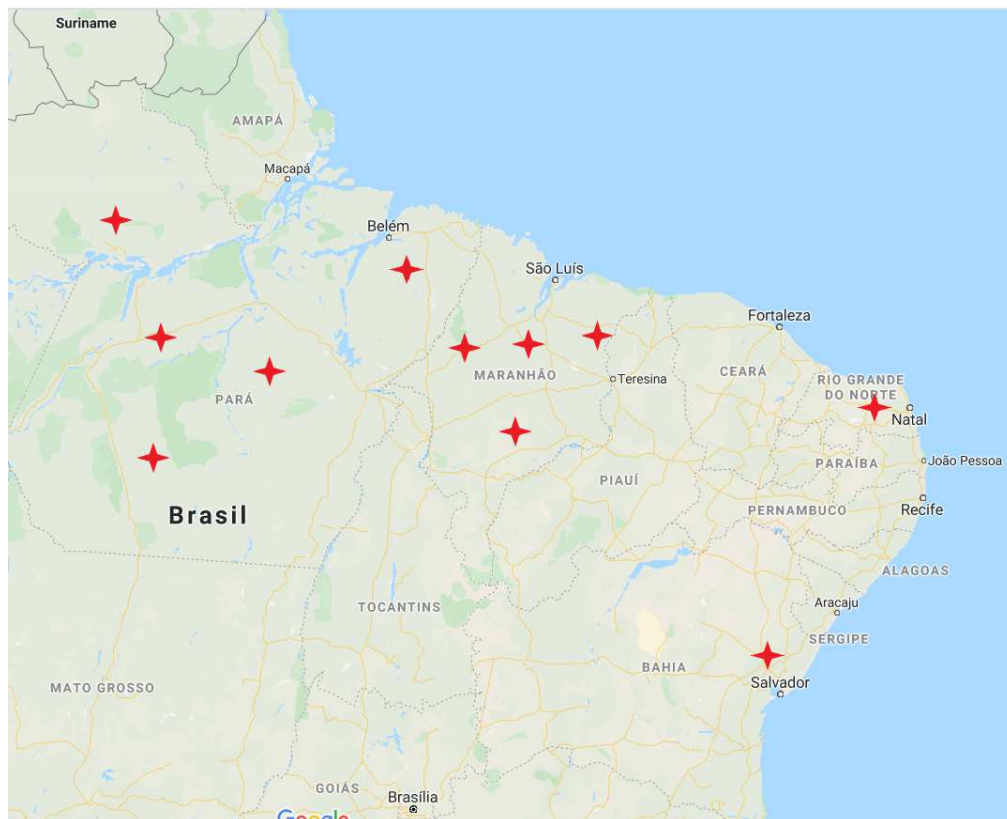 Suriname
AMAPÁ
Macapá
Belém
São Luís
Fortaleza
MARANHÃO
Teresina
CEARÁ
RIO GRANDE
DO NORTE
Natal
PARÁ
PARAÍBA
João Pessoa
PIAUÍ
Brasil
PERNAMBUCO
Recife
ALAGOAS
TOCANTINS
Aracaju
SERGIPE
BAHIA
MATO GROSSO
Salvador
GOIÁS
Brasília
Google